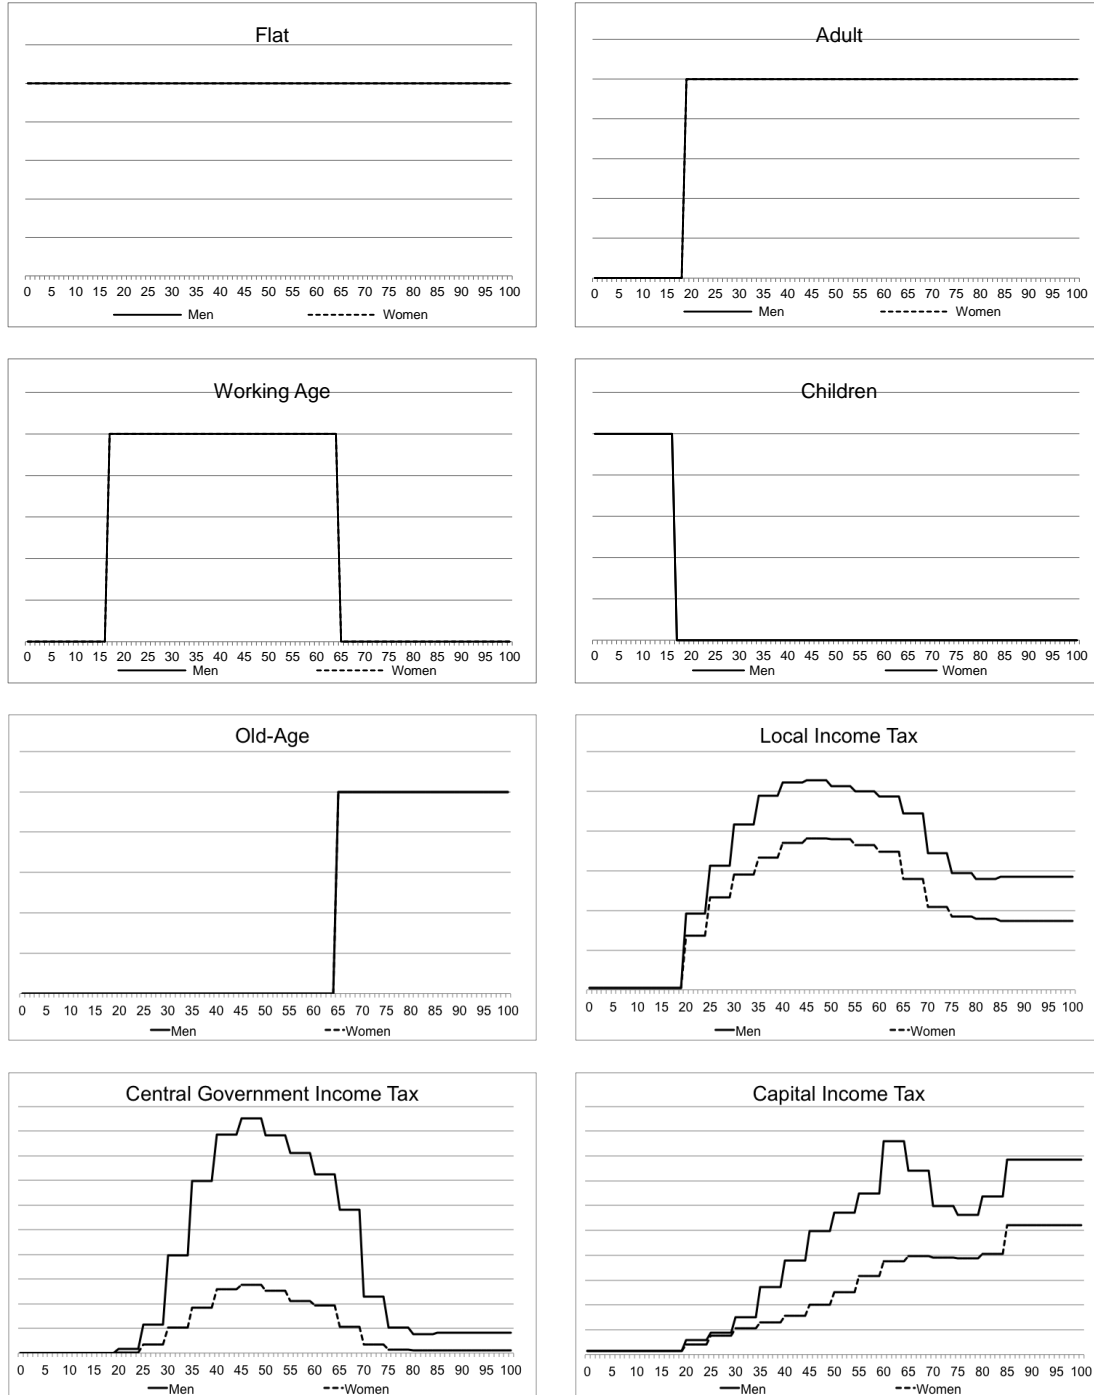 Flat
0 5 10 15 20 25 30 35 40 45 50 55 60 65 70 75 80 85 90 95 100
Men Women
Adult
0 5 10 15 20 25 30 35 40 45 50 55 60 65 70 75 80 85 90 95 100
Men Women
Working Age
0 5 10 15 20 25 30 35 40 45 50 55 60 65 70 75 80 85 90 95 100
Men Women
Children
0 5 10 15 20 25 30 35 40 45 50 55 60 65 70 75 80 85 90 95 100
Men Women
Old-Age
0 5 10 15 20 25 30 35 40 45 50 55 60 65 70 75 80 85 90 95 100
Men Women
Local Income Tax
0 5 10 15 20 25 30 35 40 45 50 55 60 65 70 75 80 85 90 95 100
Men Women
Central Government Income Tax
0 5 10 15 20 25 30 35 40 45 50 55 60 65 70 75 80 85 90 95 100
Men Women
Capital Income Tax
0 5 10 15 20 25 30 35 40 45 50 55 60 65 70 75 80 85 90 95 100
Men Women